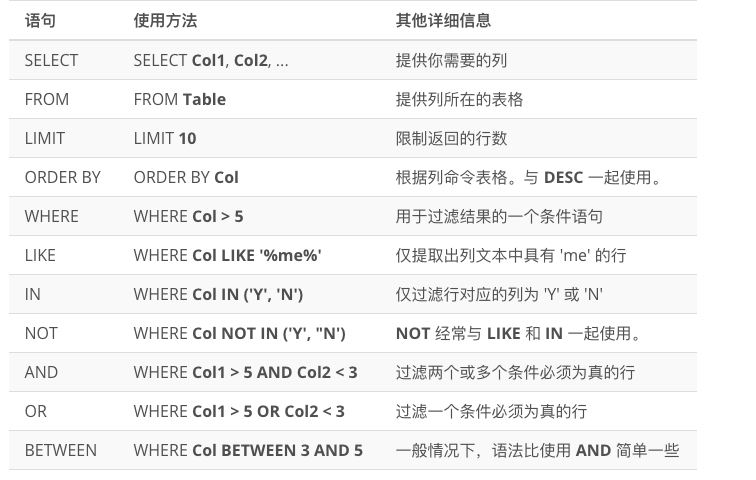 语句 使用方法 其他详细信息
SELECT SELECT Col1, Col2, ... 提供你需要的列
FROM FROM Table 提供列所在的表格
LIMIT LIMIT 10 限制返回的行数
ORDER BY ORDER BY Col 根据列命令表格。与 DESC 一起使用。
WHERE WHERE Col > 5 用于过滤结果的一个条件语句
LIKE WHERE Col LIKE '%me%' 仅提取出列文本中具有 'me' 的行
IN WHERE Col IN ('Y', 'N') 仅过滤行对应的列为 'Y' 或 'N'
NOT WHERE Col NOT IN ('Y', "N') NOT 经常与 LIKE 和 IN 一起使用。
AND WHERE Col1 > 5 AND Col2 < 3 过滤两个或多个条件必须为真的行
OR WHERE Col1 > 5 OR Col2 < 3 过滤一个条件必须为真的行
BETWEEN WHERE Col BETWEEN 3 AND 5 一般情况下，语法比使用 AND 简单一些